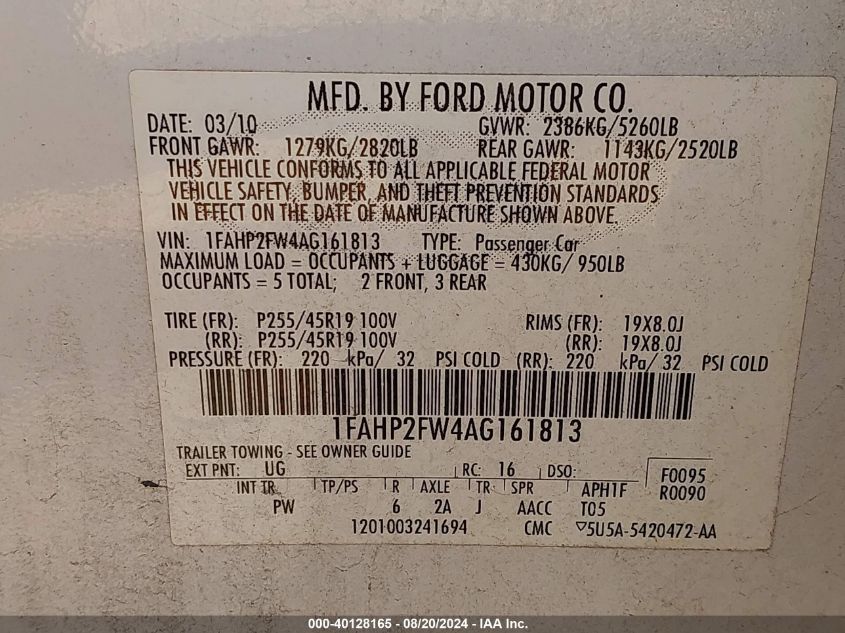 MFD. BY FORD MOTOR CO.
DATE: 03/10 GVWR: 2386KG/5260LB
FRONT GAWR: 1279KG/2820LB REAR GAWR: 1143KG/2520LB
THIS VEHICLE CONFORMS TO ALL APPLICABLE FEDERAL MOTOR
VEHICLE SAFETY, BUMPER, AND THEFT PREVENTION STANDARDS
IN EFFECT ON THE DATE OF MANUFACTURE SHOWN ABOVE.
VIN: 1FAHP2FW4AG161813 TYPE: Passenger Car
MAXIMUM LOAD = OCCUPANTS + LUGGAGE = 430KG/ 950LB
OCCUPANTS = 5 TOTAL; 2 FRONT, 3 REAR
TIRE (FR): P255/45R19 100V RIMS (FR): 19X8.0J
(RR): P255/45R19 100V (RR): 19X8.0J
PRESSURE (FR): 220 kPa/ 32 PSI COLD (RR): 220 kPa/ 32 PSI COLD
1FAHP2FW4AG161813
TRAILER TOWING - SEE OWNER GUIDE
EXT PNT: UG RC: 16 DSO: F0095
INT TR TP/PS R AXLE TR SPR APH1F R0090
PW 6 2A J AACC T05
1201003241694 CMC ▽5U5A-5420472-AA
000-40128165 - 08/20/2024 - IAA Inc.